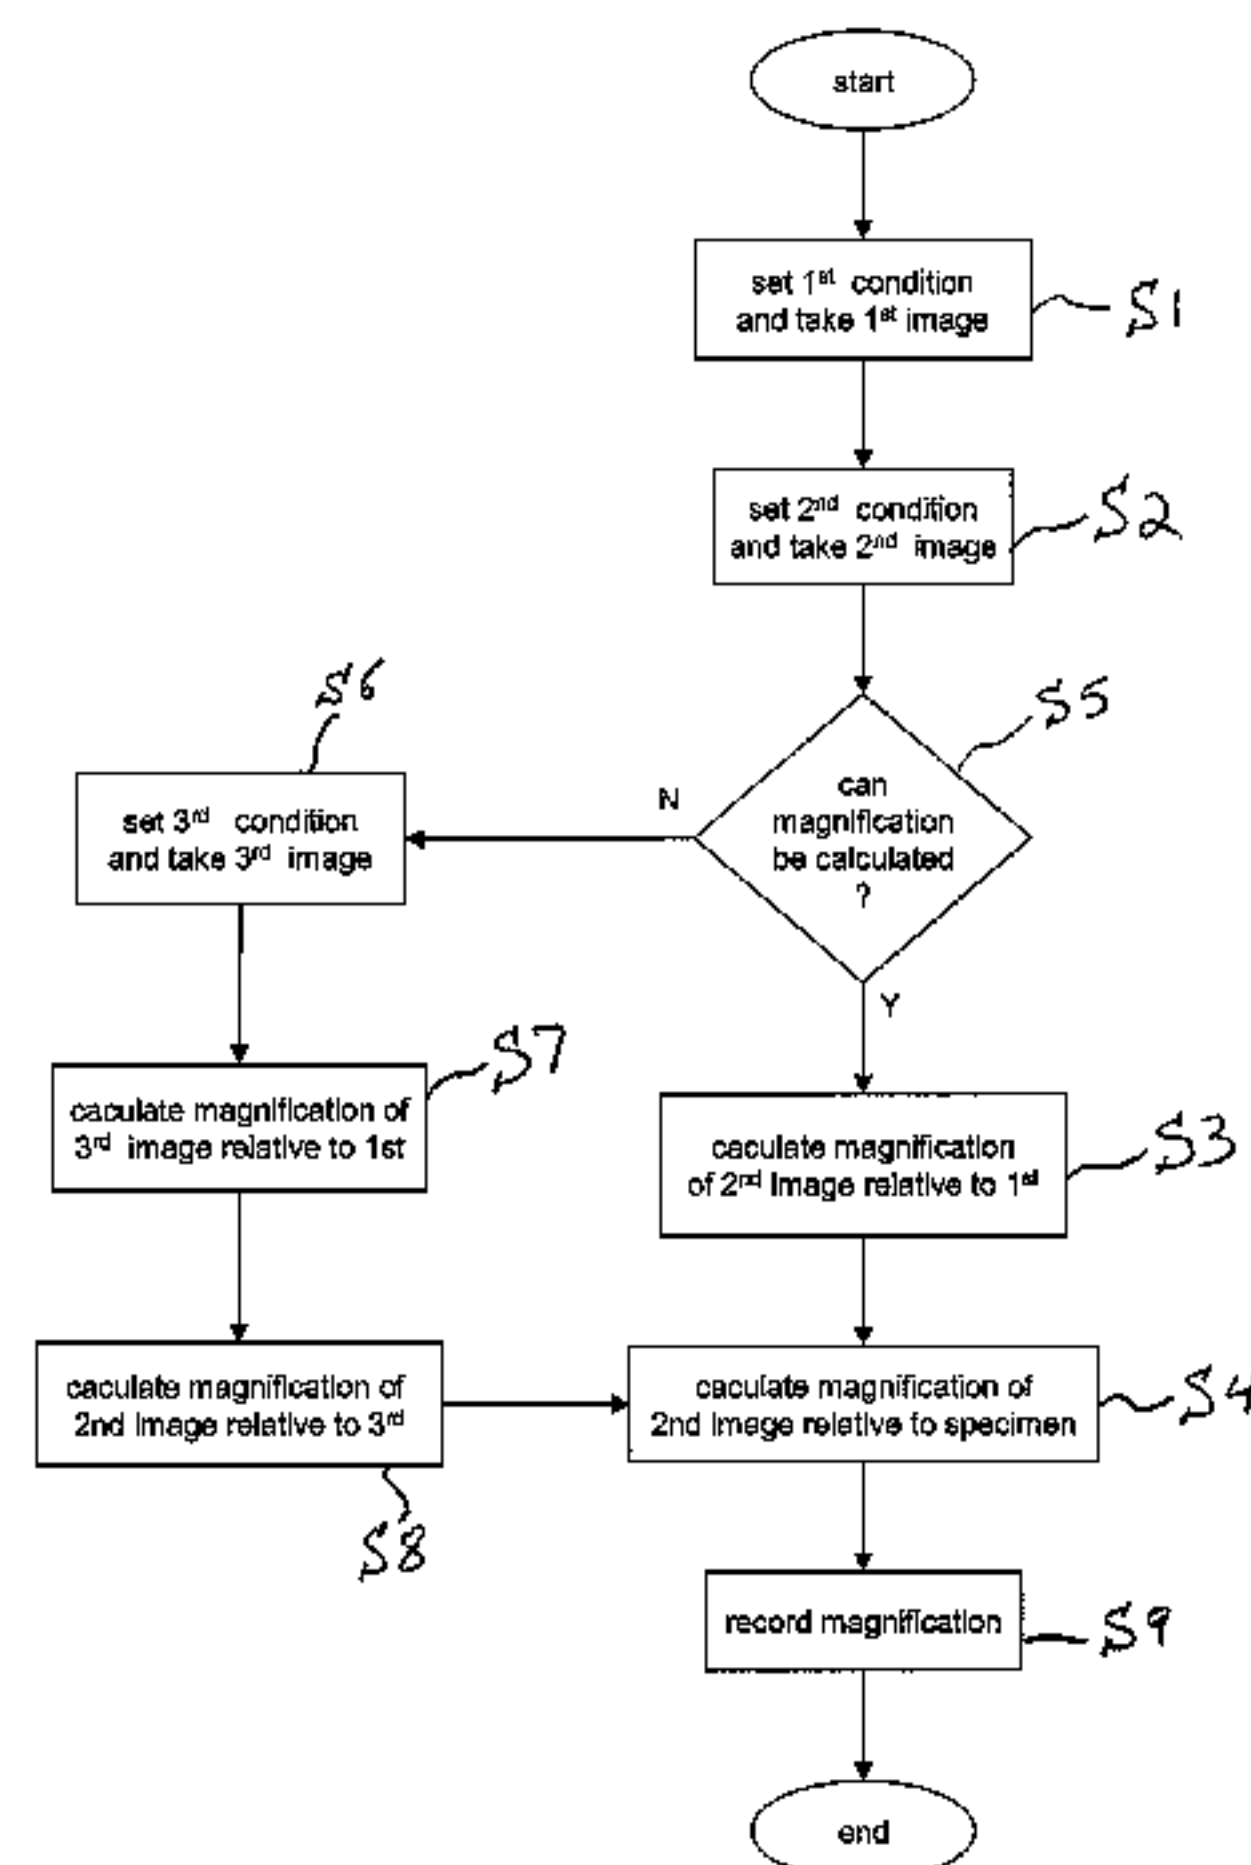 start
set 1st condition
and take 1st image
S1
set 2nd condition
and take 2nd image
S2
can
magnification
be calculated
?
S5
N
Y
set 3rd condition
and take 3rd image
S6
caculate magnification of
3rd image relative to 1st
S7
caculate magnification
of 2nd Image relative to 1st
S3
caculate magnification of
2nd Image relative to 3rd
S8
caculate magnification of
2nd Image relative to specimen
S4
record magnification
S9
end